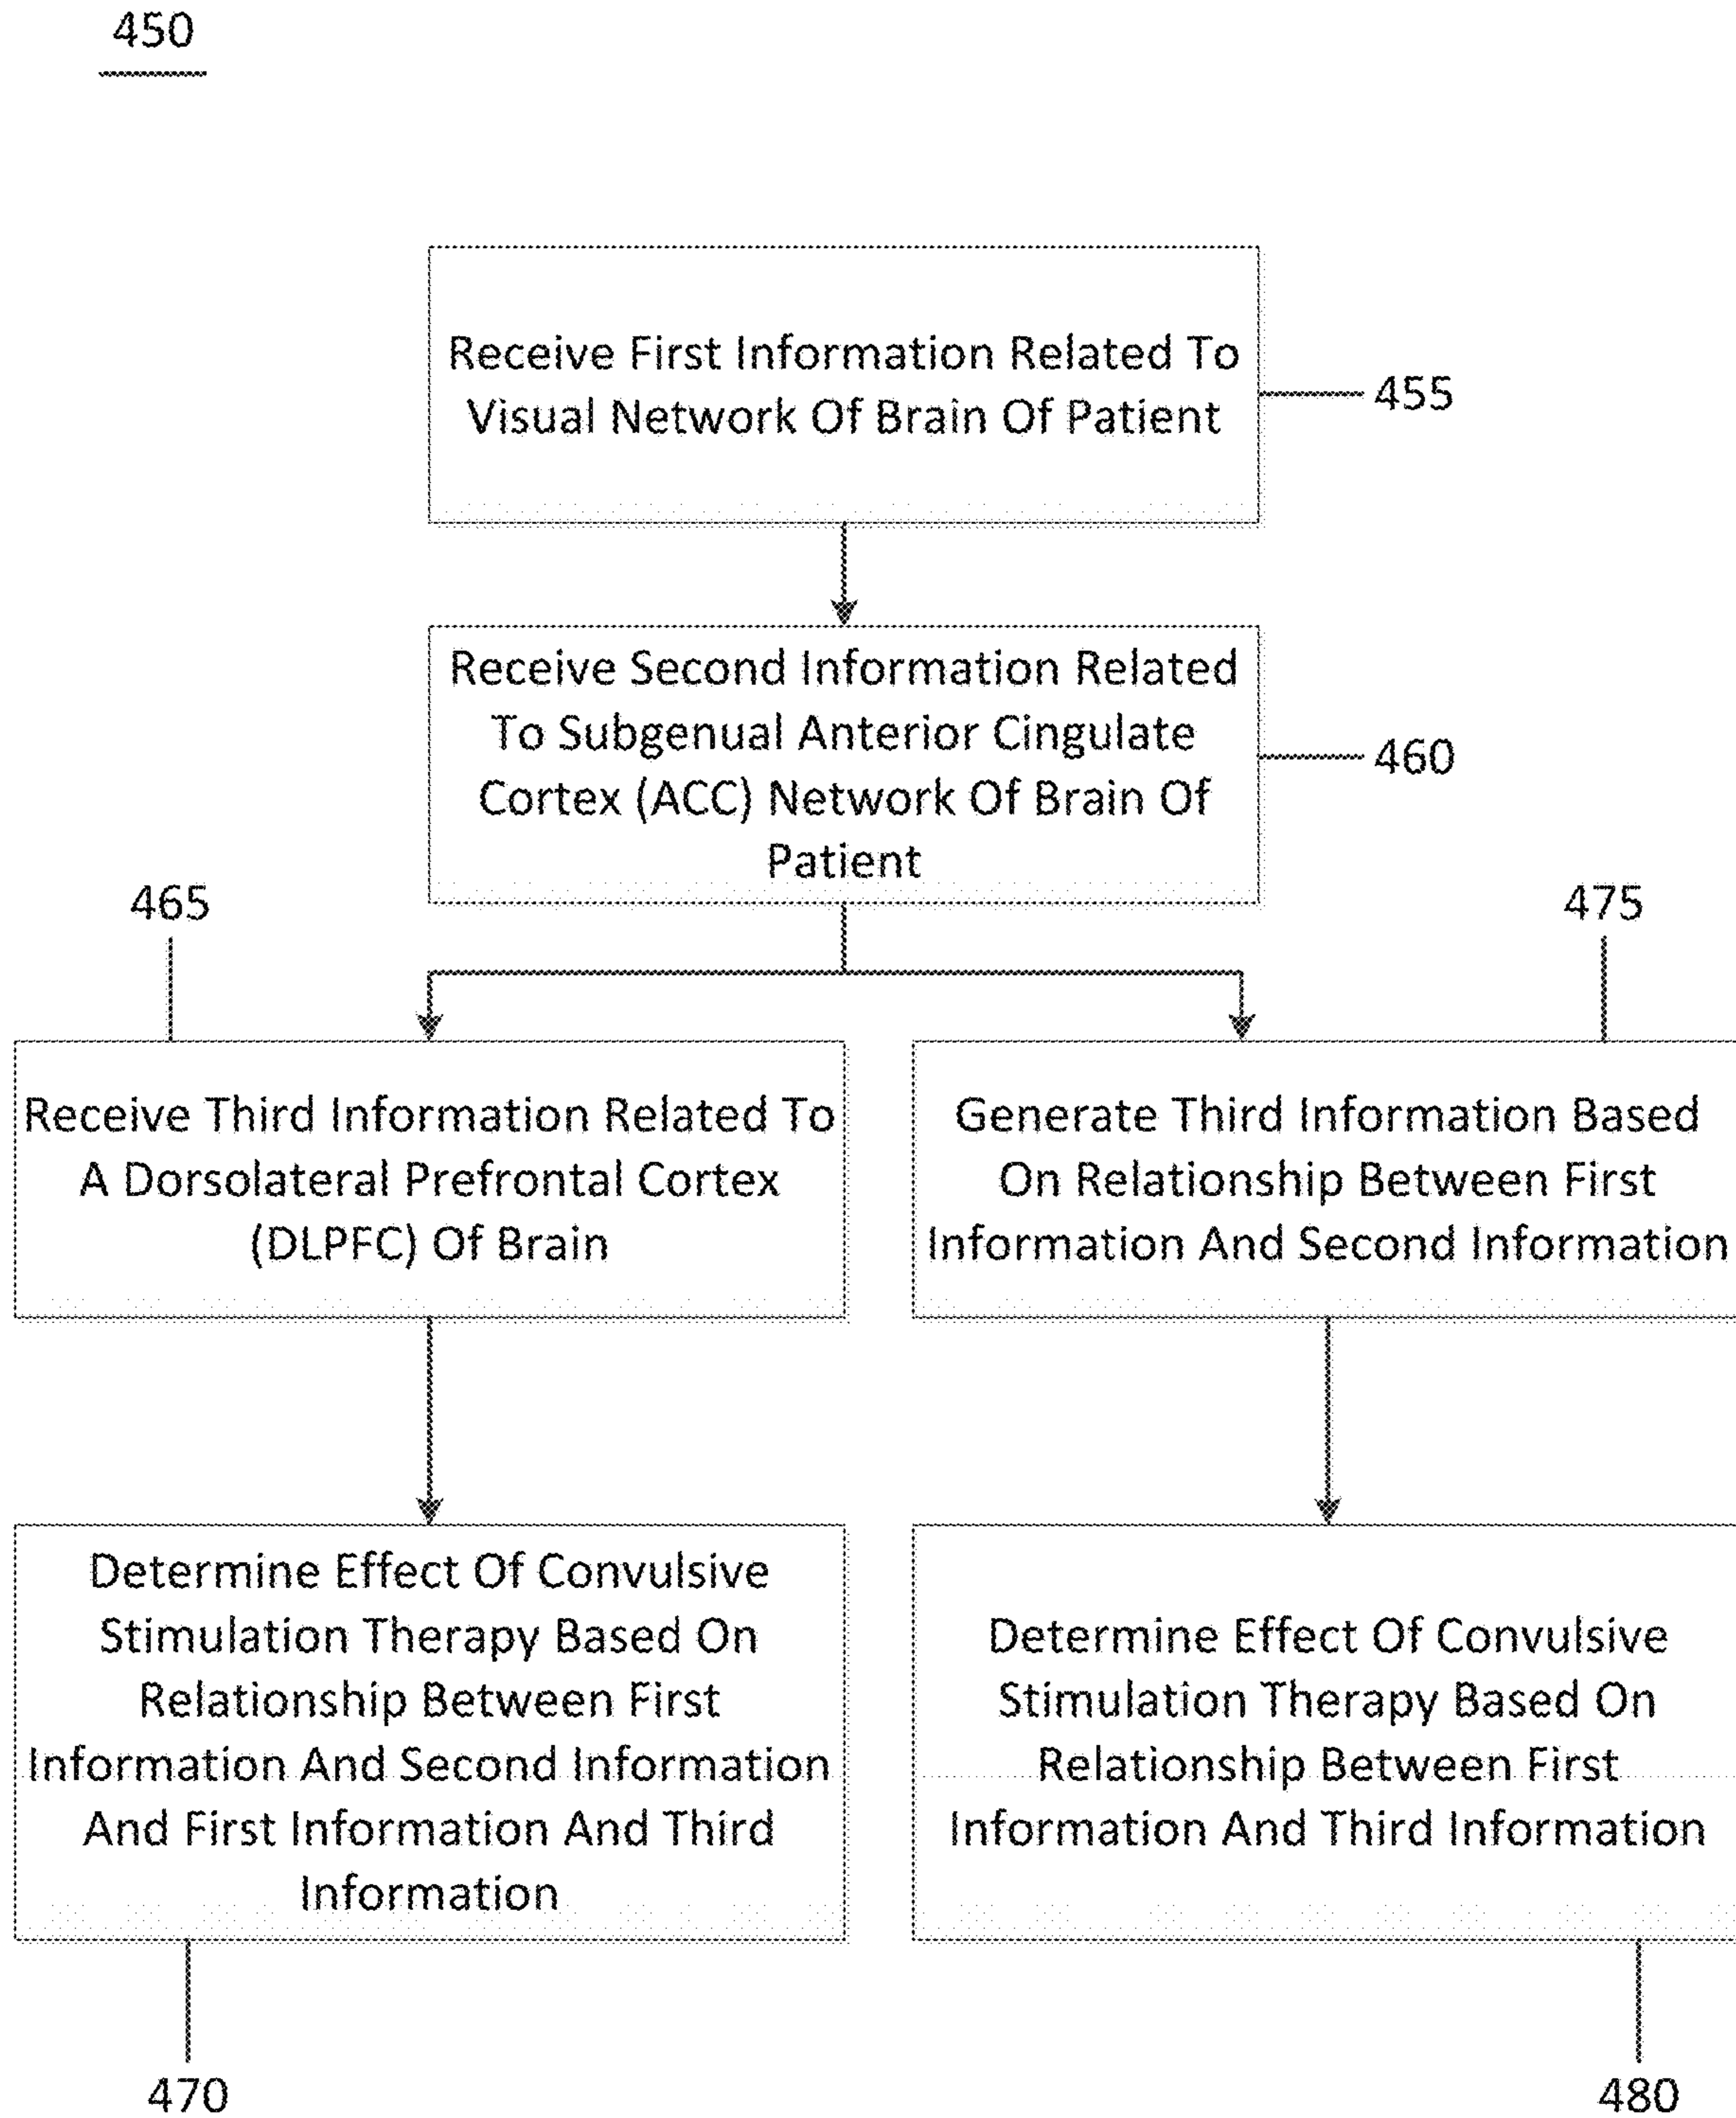 450
Receive First Information Related To
Visual Network Of Brain Of Patient
455
Receive Second Information Related
To Subgenual Anterior Cingulate
Cortex (ACC) Network Of Brain Of
Patient
460
465
475
Receive Third Information Related To
A Dorsolateral Prefrontal Cortex
(DLPFC) Of Brain
Generate Third Information Based
On Relationship Between First
Information And Second Information
Determine Effect Of Convulsive
Stimulation Therapy Based On
Relationship Between First
Information And Second Information
And First Information And Third
Information
Determine Effect Of Convulsive
Stimulation Therapy Based On
Relationship Between First
Information And Third Information
470
480